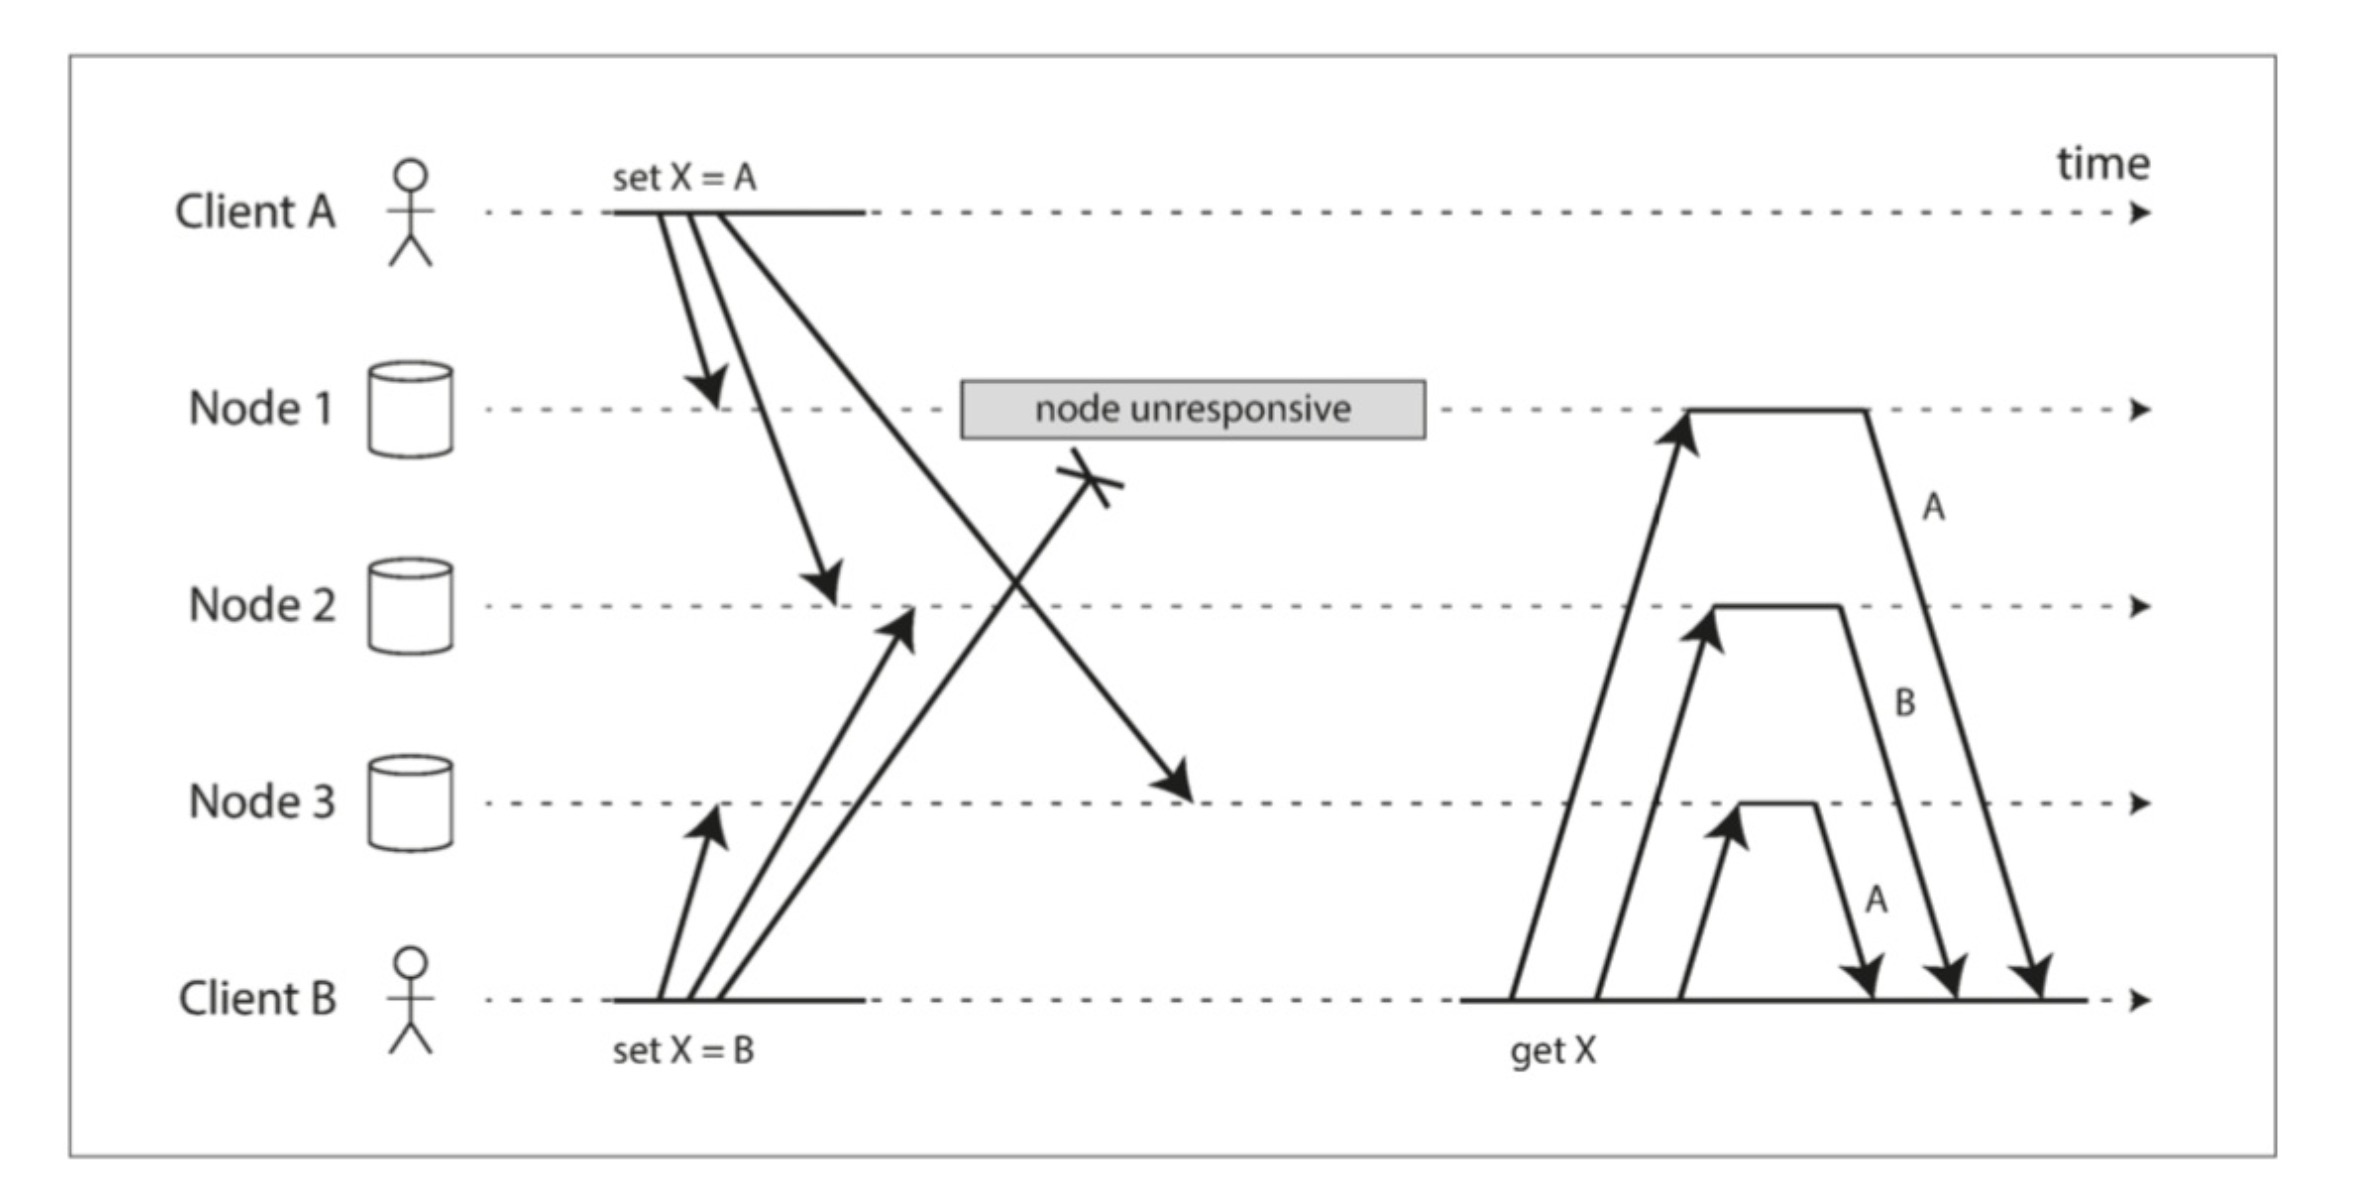 set X = A
time
Client A
Node 1
node unresponsive
A
Node 2
B
Node 3
A
Client B
set X = B
get X